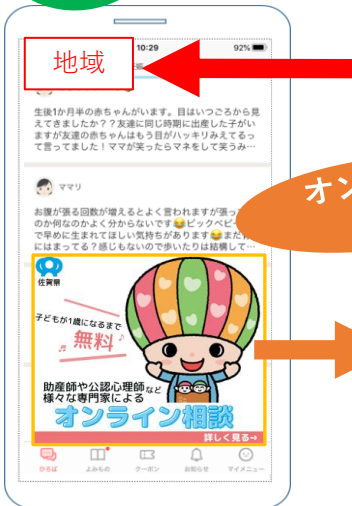 10:29
92%
地域
生後1か月半の赤ちゃんがいます。目はいつごろから見
えてきましたか？？友達に同じ時期に出産した子がい
ますが友達の赤ちゃんはもう目がハッキリみえてるっ
て言ってました！ママが笑ったらマネをして笑うみ…
ママリ
お腹が張る回数が増えるとよく言われますが張っ
のか何なのかよく分からないです😂ビックベビ
で早めに生まれてほしい気持ちがあります😂まだ
にはまってる？感じもないので歩いたりは結構して…
オン
佐賀県
子どもが1歳になるまで
無料
助産師や公認心理師など
様々な専門家による
オンライン相談
詳しく見る→
ひろば
よみもの
クーポン
お知らせ
マイメニュー